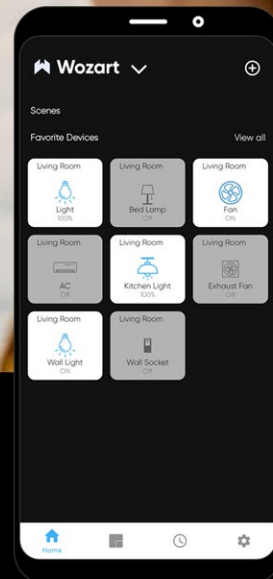 Wozart
Scenes
Favorite Devices View all
Living Room Living Room Living Room
Light Bed Lamp Fan
100% Off ON
Living Room Living Room Living Room
AC Kitchen Light Exhaust Fan
Off 100% Off
Living Room Living Room
Wall Light Wall Socket
ON Off
Home